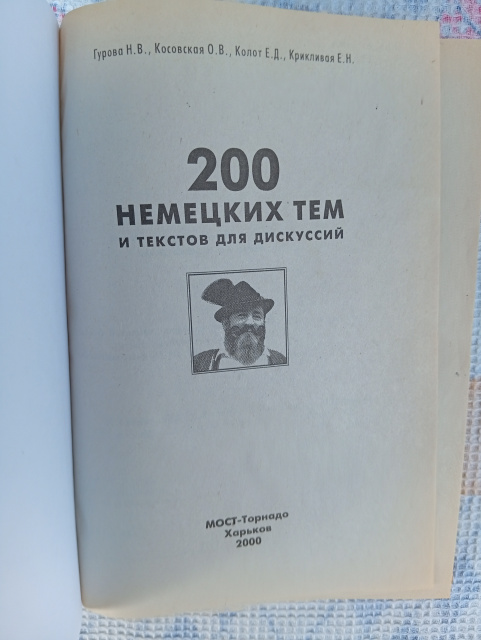 Гурова Н.В., Косовская О.В., Колот Е.Д., Крикливая Е.Н.
200
НЕМЕЦКИХ ТЕМ
И ТЕКСТОВ ДЛЯ ДИСКУССИЙ
МОСТ-Торнадо
Харьков
2000